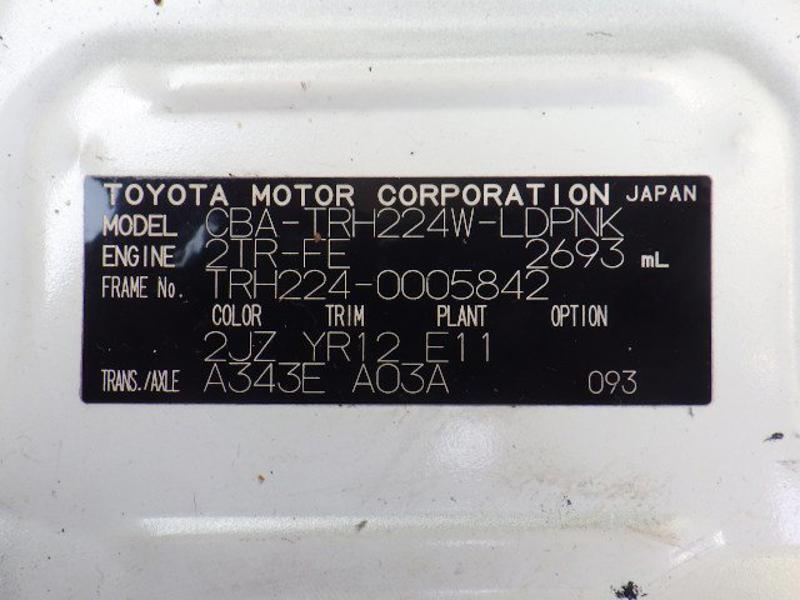 TOYOTA MOTOR CORPORATION JAPAN
MODEL CBA-TRH224W-LDPNK
ENGINE 2TR-FE 2693 mL
FRAME No. TRH224-0005842
COLOR TRIM PLANT OPTION
2JZ YR12 E11
TRANS./AXLE A343E A03A 093